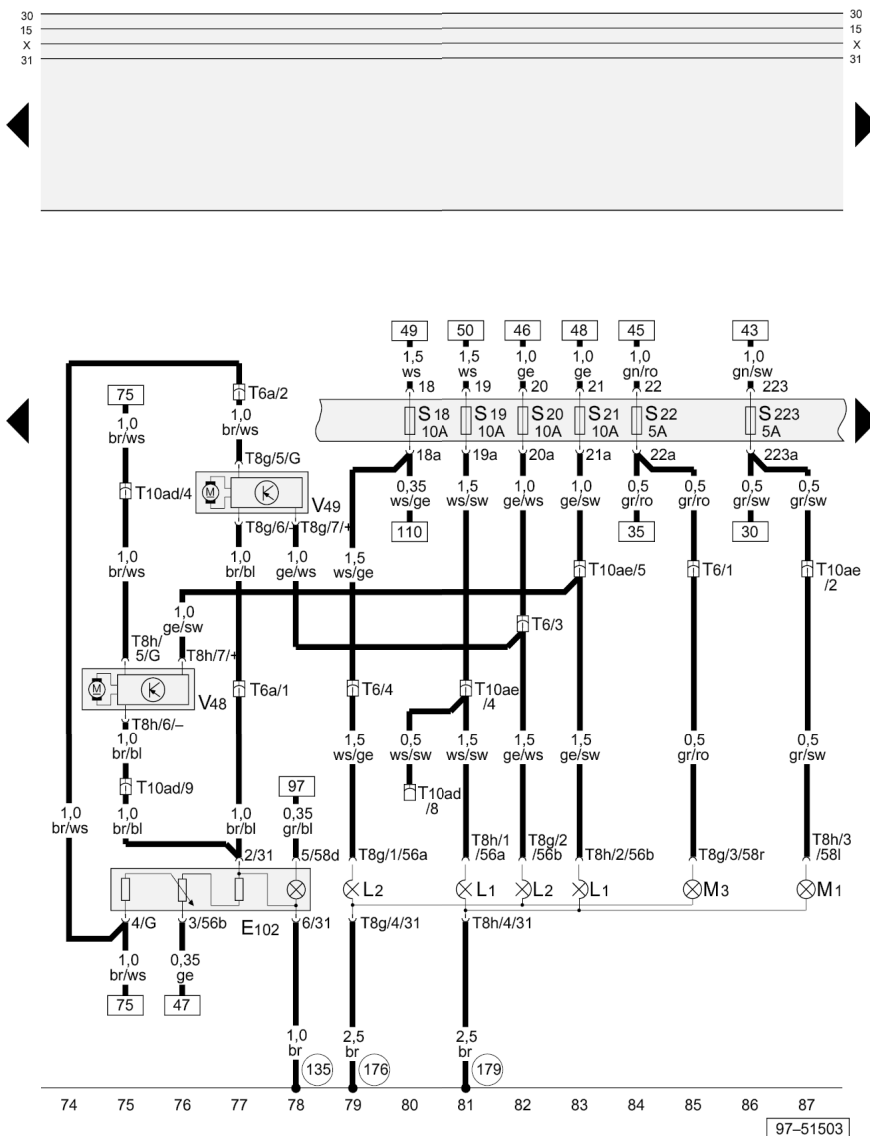 30 30
15 15
X X
31 31
49 50 46 48 45 43
1,5 1,5 1,0 1,0 1,0 1,0
ws ws ge ge gn/ro gn/sw
18 19 20 21 22 223
T6a/2
75
1,0 br/ws
1,0 br/ws
S 18 10A
S 19 10A
S 20 10A
S 21 10A
S 22 5A
S 223 5A
T8g/5/G
18a 19a 20a 21a 22a 223a
T10ad/4
M
V49
0,35 ws/ge
1,5 ws/sw
1,0 ge/ws
1,0 ge/sw
0,5 gr/ro
0,5 gr/ro
0,5 gr/sw
0,5 gr/sw
T8g/6/– T8g/7/+
110 35 30
1,0 br/ws
1,0 br/bl
1,0 ge/ws
1,5 ws/ge
T10ae/5
T6/1
T10ae /2
1,0 ge/sw
T6/3
T8h/ 5/G
T8h/7/+
M
V48
T6a/1
T6/4
T10ae /4
T8h/6/–
1,0 br/bl
1,5 ws/ge
0,5 ws/sw
1,5 ws/sw
1,5 ge/ws
1,5 ge/sw
0,5 gr/ro
0,5 gr/sw
T10ad/9
97
T10ad /8
1,0 br/ws
1,0 br/bl
1,0 br/bl
0,35 gr/bl
2/31
5/58d
T8g/1/56a
T8h/1 /56a
T8g/2 /56b
T8h/2/56b
T8g/3/58r
T8h/3 /58l
L2 L1 L2 L1 M3 M1
4/G 3/56b E102 6/31 T8g/4/31 T8h/4/31
1,0 br/ws
0,35 ge
75 47
1,0 br
2,5 br
2,5 br
135 176 179
74 75 76 77 78 79 80 81 82 83 84 85 86 87
97–51503